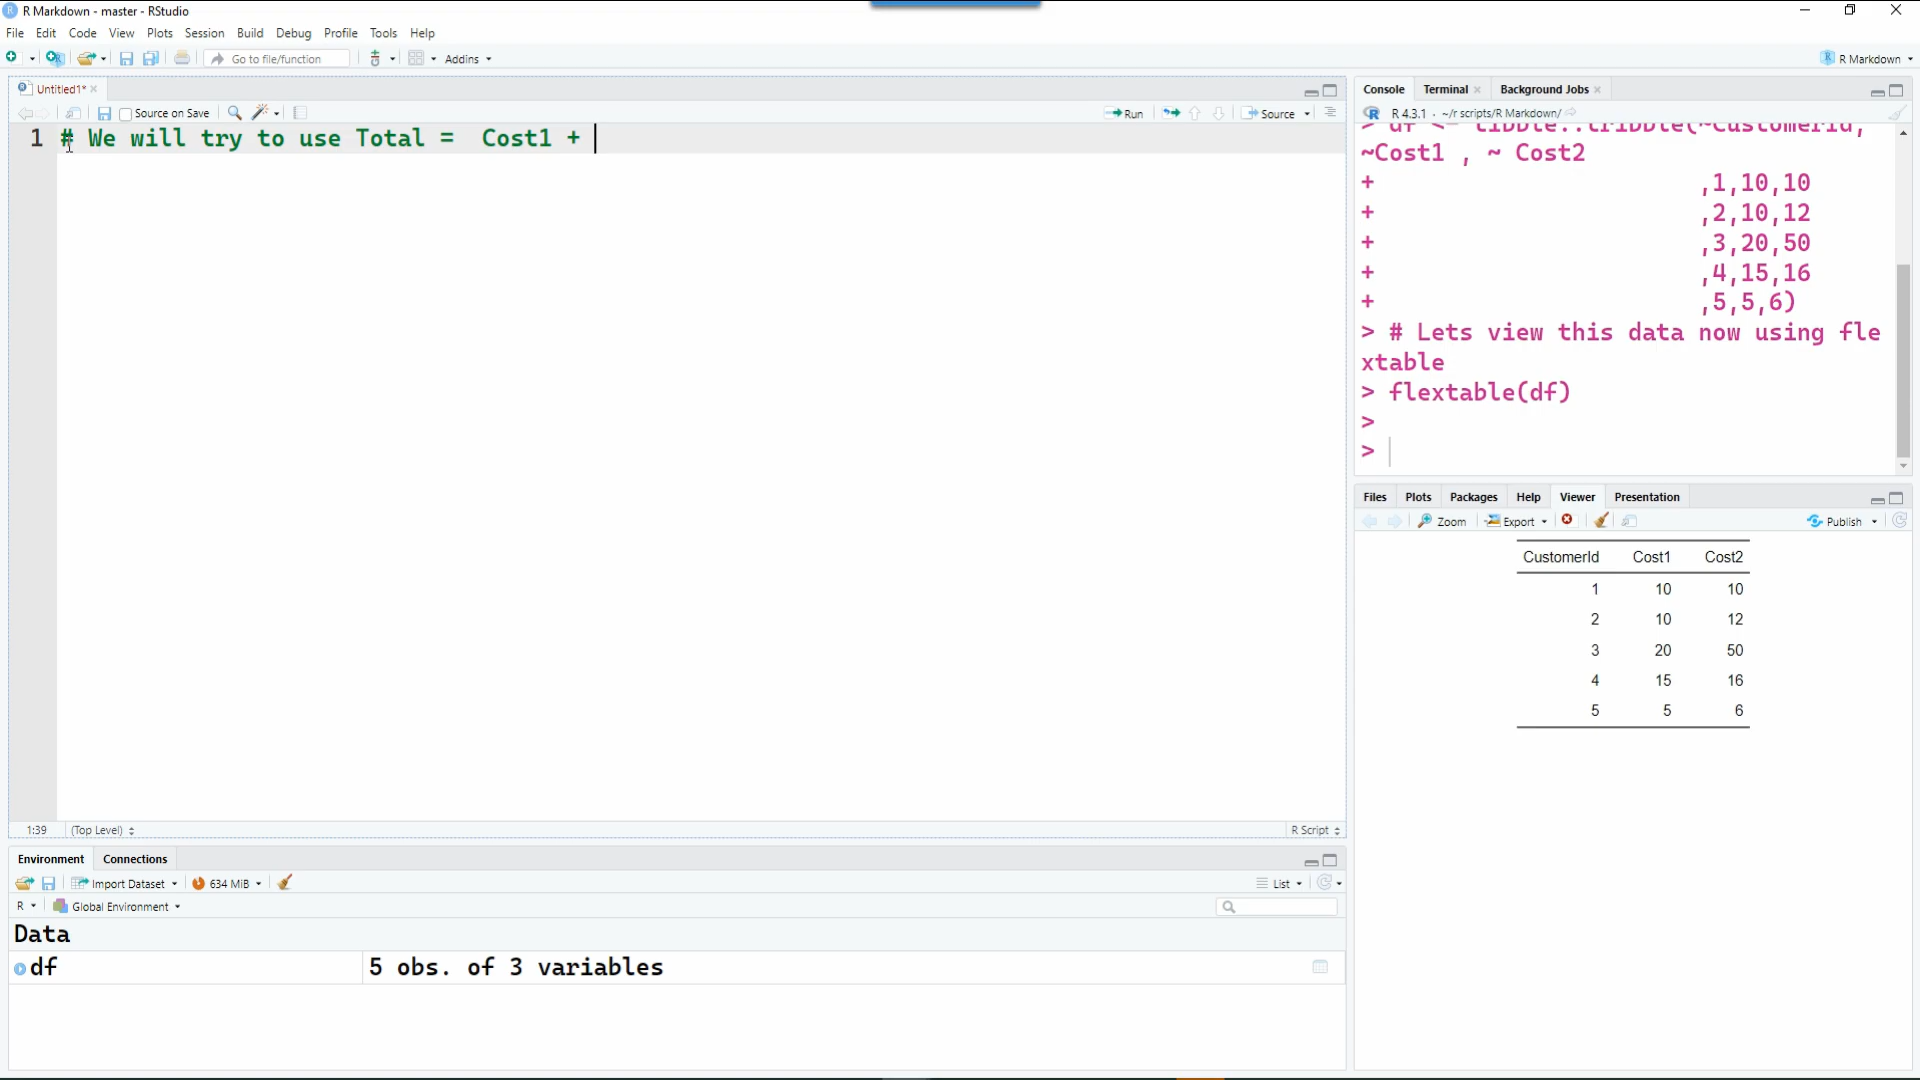 R Markdown - master - RStudio
File Edit Code View Plots Session Build Debug Profile Tools Help
Go to file/function Addins R Markdown
Untitled1*
Source on Save Run Source
1 # We will try to use Total =  Cost1 +
1:39 (Top Level) R Script
Environment Connections
Import Dataset 634 MiB List
R Global Environment
Data
df 5 obs. of 3 variables
Console Terminal Background Jobs
R 4.3.1 · ~/r scripts/R Markdown/
> df <- tibble::tribble(~CustomerId,
~Cost1 , ~ Cost2
+ ,1,10,10
+ ,2,10,12
+ ,3,20,50
+ ,4,15,16
+ ,5,5,6)
> # Lets view this data now using fle
xtable
> flextable(df)
>
>
Files Plots Packages Help Viewer Presentation
Zoom Export Publish
CustomerId Cost1 Cost2
1 10 10
2 10 12
3 20 50
4 15 16
5 5 6